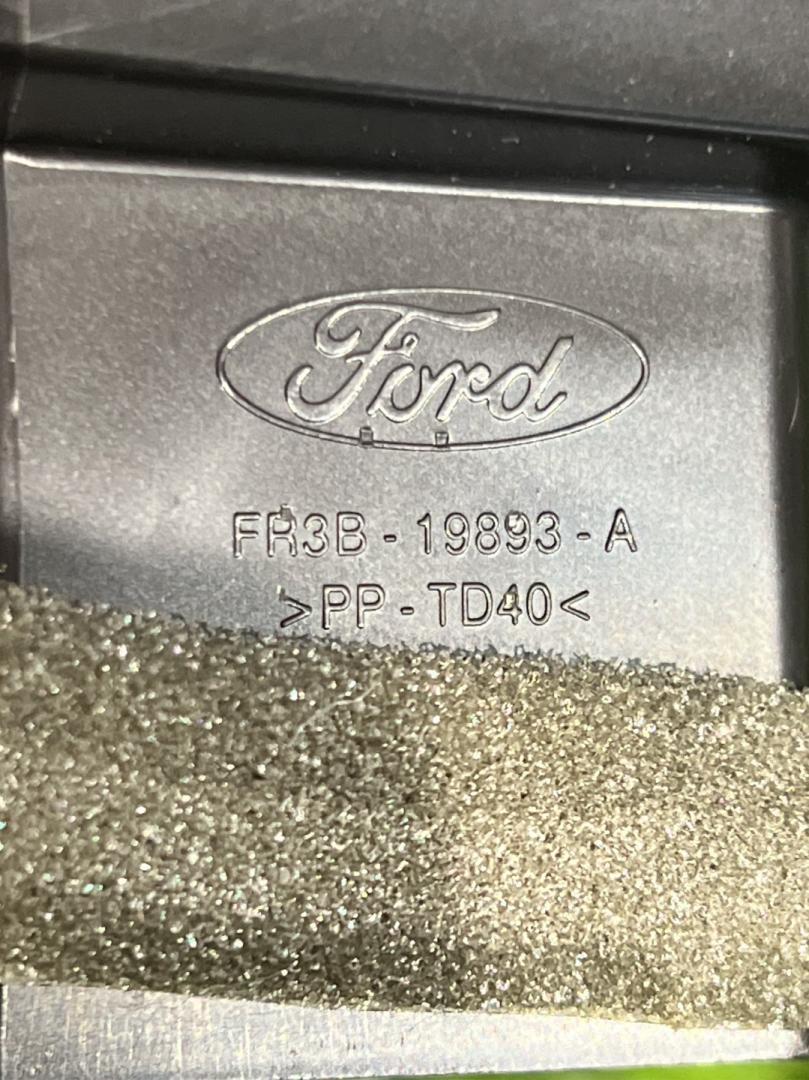 Ford
FR3B - 19893 - A
>PP - TD40<